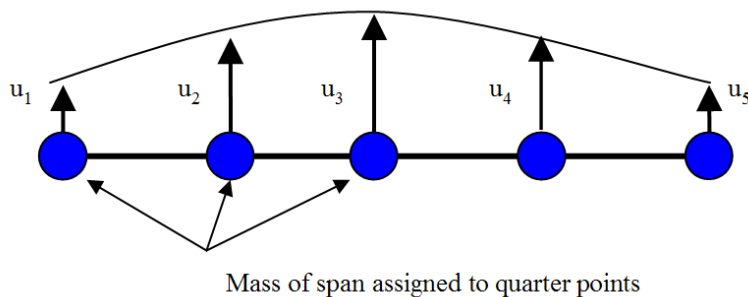 u₁ u₂ u₃ u₄ u₅
Mass of span assigned to quarter points